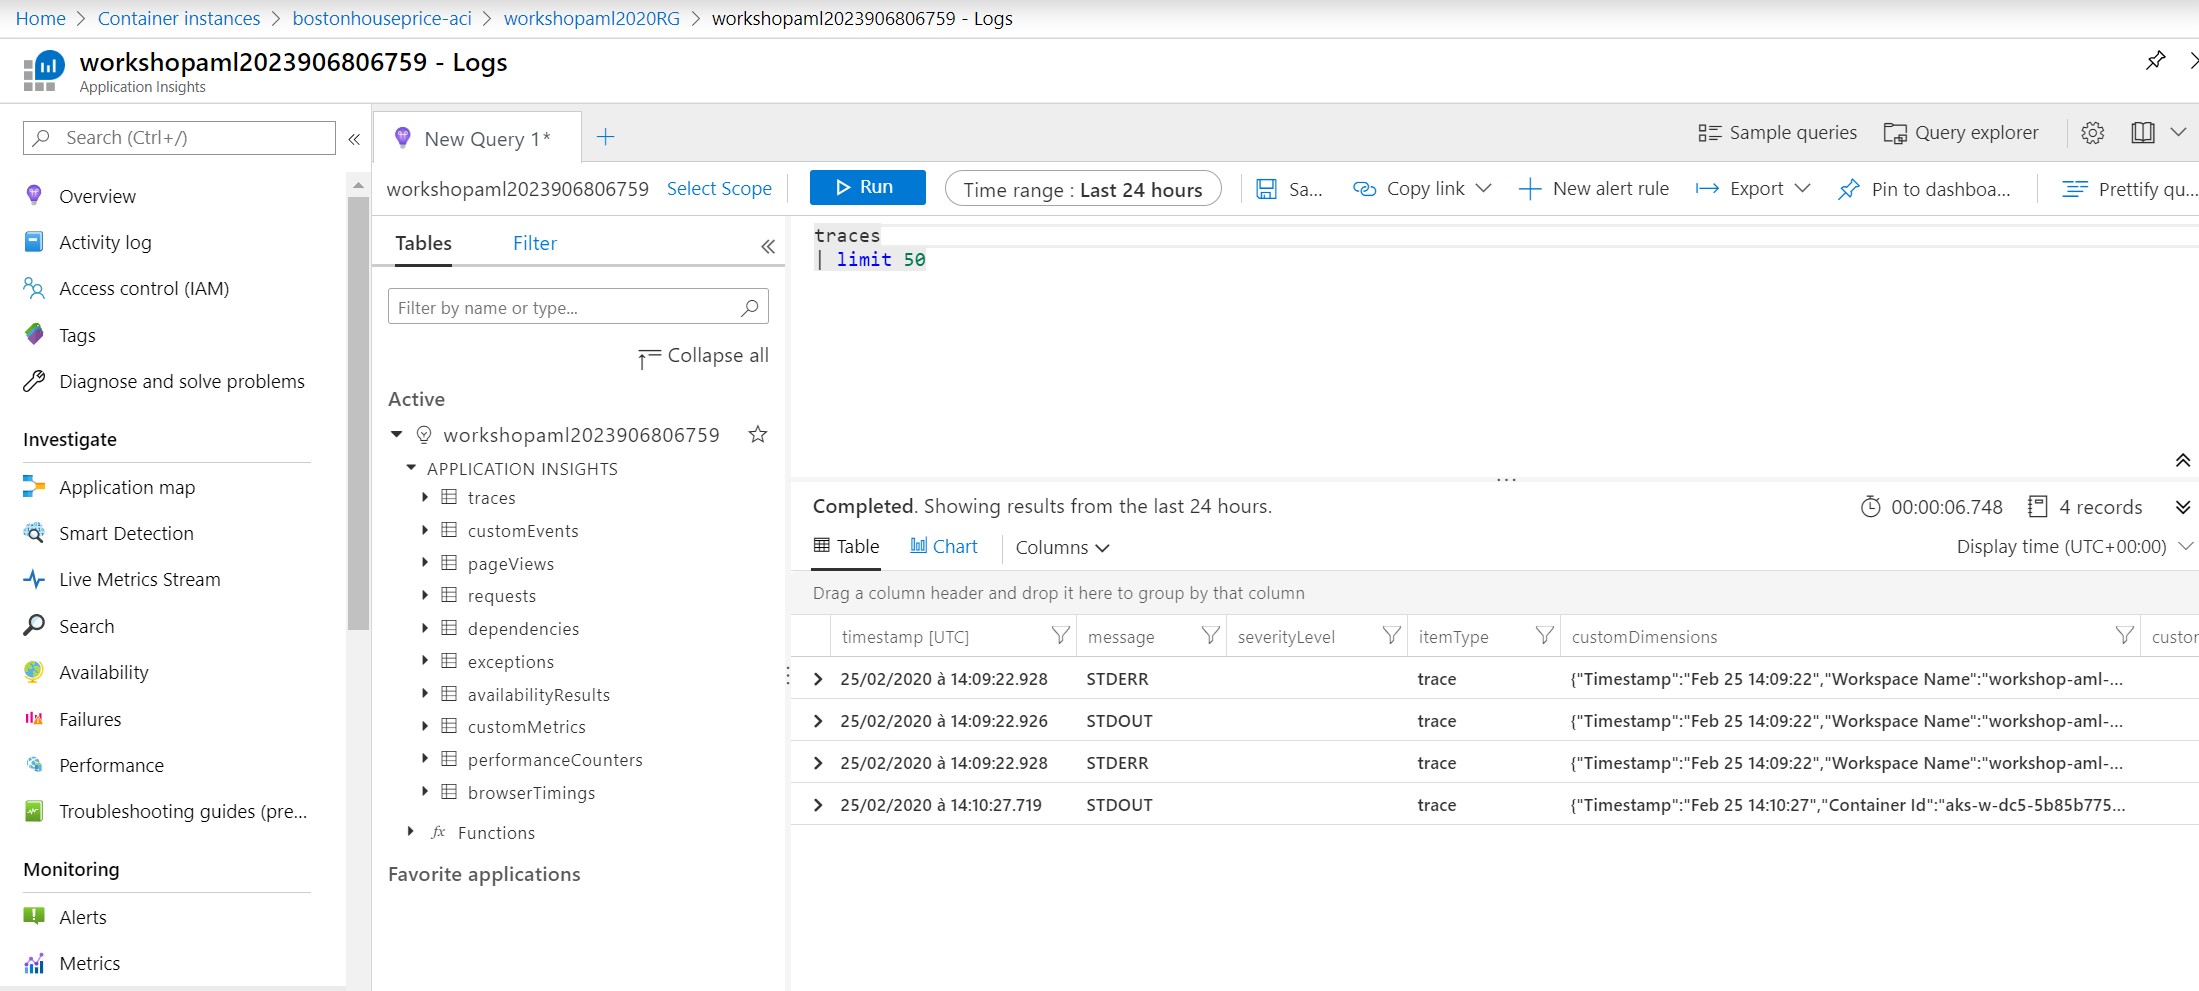 Home > Container instances > bostonhouseprice-aci > workshopaml2020RG > workshopaml2023906806759 - Logs
workshopaml2023906806759 - Logs
Application Insights
Search (Ctrl+/)
Overview
Activity log
Access control (IAM)
Tags
Diagnose and solve problems
Investigate
Application map
Smart Detection
Live Metrics Stream
Search
Availability
Failures
Performance
Troubleshooting guides (pre...
Monitoring
Alerts
Metrics
New Query 1*
Sample queries Query explorer
workshopaml2023906806759 Select Scope Run Time range : Last 24 hours Sa... Copy link New alert rule Export Pin to dashboa... Prettify qu...
Tables Filter
Filter by name or type...
Collapse all
Active
workshopaml2023906806759
APPLICATION INSIGHTS
traces
customEvents
pageViews
requests
dependencies
exceptions
availabilityResults
customMetrics
performanceCounters
browserTimings
fx Functions
Favorite applications
traces
| limit 50
Completed. Showing results from the last 24 hours. 00:00:06.748 4 records
Table Chart Columns Display time (UTC+00:00)
Drag a column header and drop it here to group by that column
timestamp [UTC] message severityLevel itemType customDimensions custor
25/02/2020 à 14:09:22.928 STDERR trace {"Timestamp":"Feb 25 14:09:22","Workspace Name":"workshop-aml-...
25/02/2020 à 14:09:22.926 STDOUT trace {"Timestamp":"Feb 25 14:09:22","Workspace Name":"workshop-aml-...
25/02/2020 à 14:09:22.928 STDERR trace {"Timestamp":"Feb 25 14:09:22","Workspace Name":"workshop-aml-...
25/02/2020 à 14:10:27.719 STDOUT trace {"Timestamp":"Feb 25 14:10:27","Container Id":"aks-w-dc5-5b85b775...